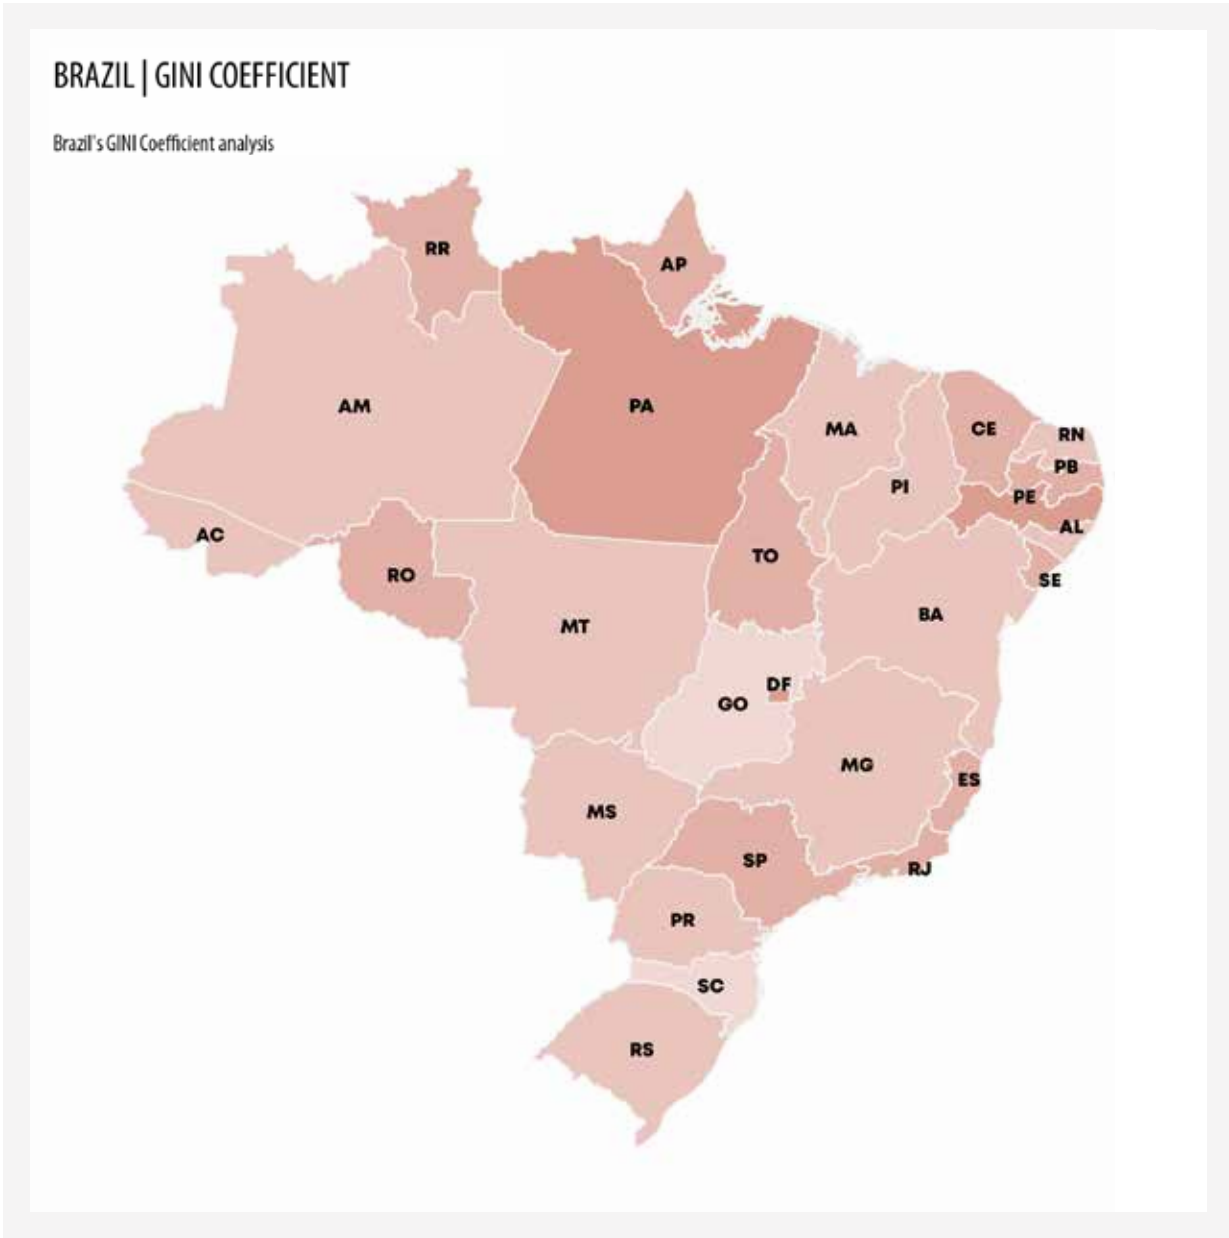 BRAZIL | GINI COEFFICIENT
Brazil's GINI Coefficient analysis
RR
AP
AM
PA
MA
CE
RN
PB
PI
PE
AL
AC
TO
RO
SE
BA
MT
DF
GO
MG
ES
MS
SP
RJ
PR
SC
RS